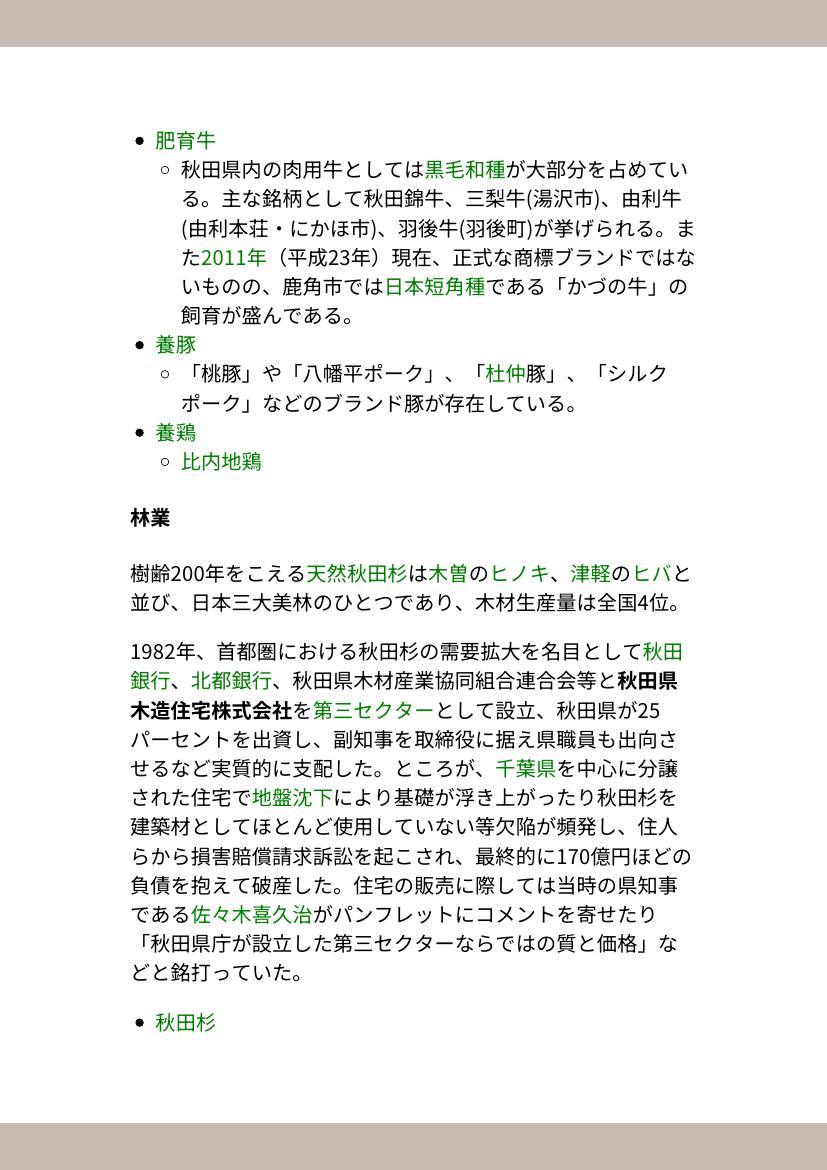 • 肥育牛
○ 秋田県内の肉用牛としては黒毛和種が大部分を占めてい
る。主な銘柄として秋田錦牛、三梨牛(湯沢市)、由利牛
(由利本荘・にかほ市)、羽後牛(羽後町)が挙げられる。ま
た2011年（平成23年）現在、正式な商標ブランドではな
いものの、鹿角市では日本短角種である「かづの牛」の
飼育が盛んである。
• 養豚
○ 「桃豚」や「八幡平ポーク」、「杜仲豚」、「シルク
ポーク」などのブランド豚が存在している。
• 養鶏
○ 比内地鶏
林業
樹齢200年をこえる天然秋田杉は木曽のヒノキ、津軽のヒバと
並び、日本三大美林のひとつであり、木材生産量は全国4位。
1982年、首都圏における秋田杉の需要拡大を名目として秋田
銀行、北都銀行、秋田県木材産業協同組合連合会等と秋田県
木造住宅株式会社を第三セクターとして設立、秋田県が25
パーセントを出資し、副知事を取締役に据え県職員も出向さ
せるなど実質的に支配した。ところが、千葉県を中心に分譲
された住宅で地盤沈下により基礎が浮き上がったり秋田杉を
建築材としてほとんど使用していない等欠陥が頻発し、住人
らから損害賠償請求訴訟を起こされ、最終的に170億円ほどの
負債を抱えて破産した。住宅の販売に際しては当時の県知事
である佐々木喜久治がパンフレットにコメントを寄せたり
「秋田県庁が設立した第三セクターならではの質と価格」な
どと銘打っていた。
• 秋田杉